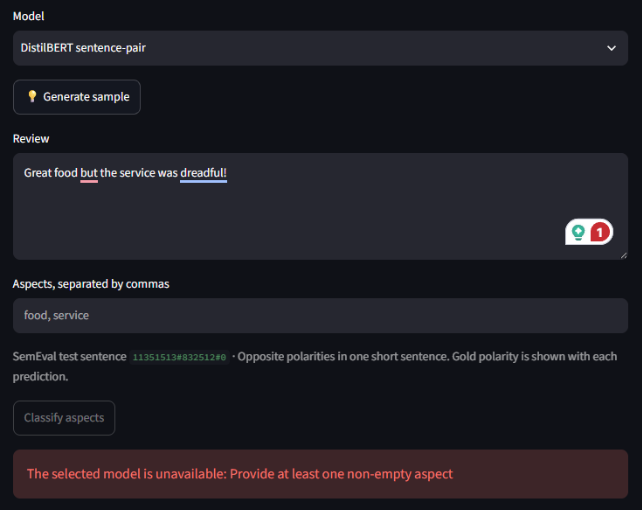 Model
DistilBERT sentence-pair
💡 Generate sample
Review
Great food but the service was dreadful!
1
Aspects, separated by commas
food, service
SemEval test sentence 11351513#832512#0 · Opposite polarities in one short sentence. Gold polarity is shown with each
prediction.
Classify aspects
The selected model is unavailable: Provide at least one non-empty aspect